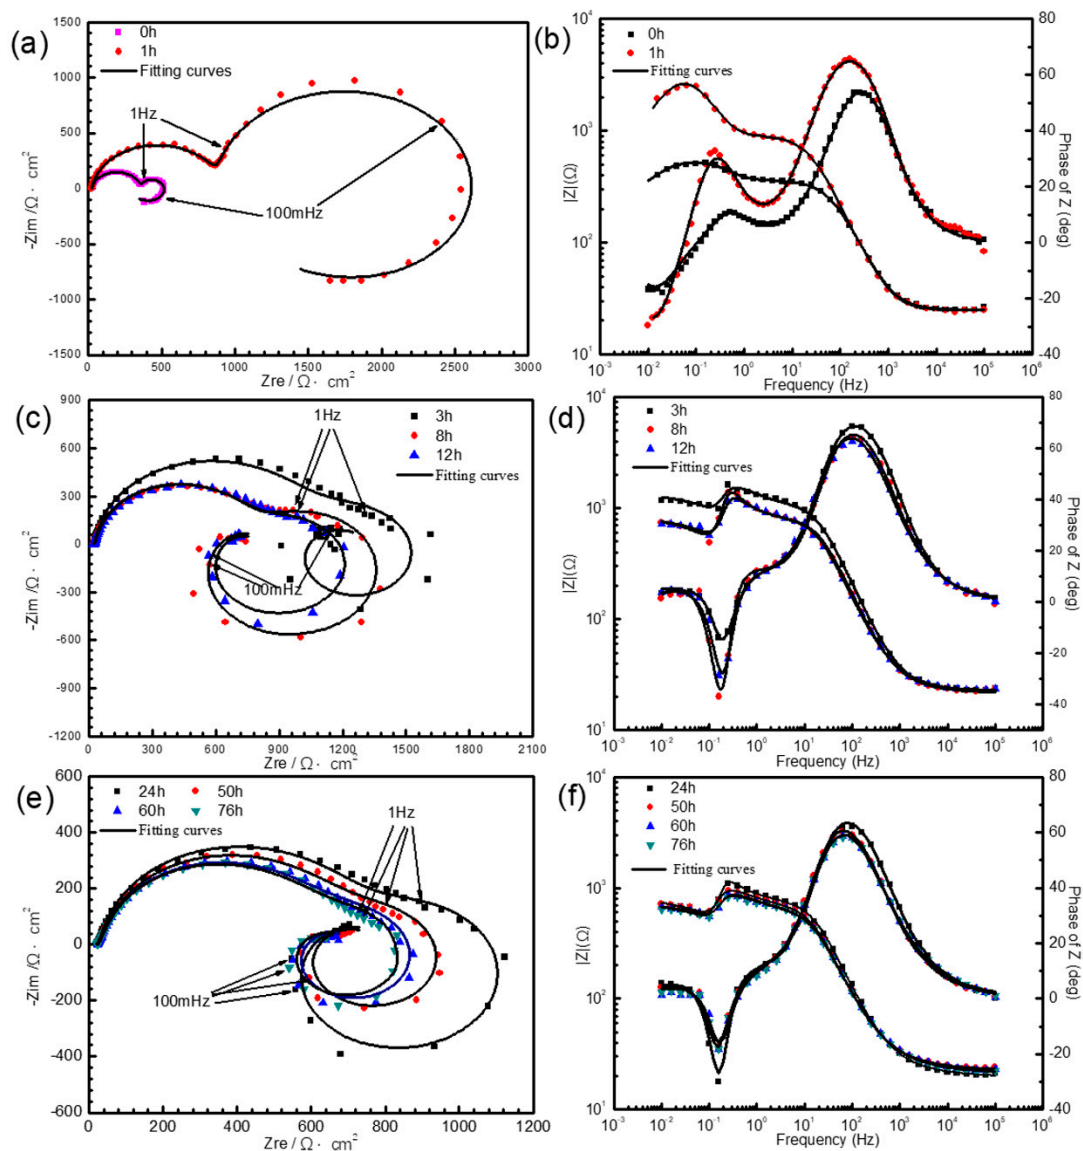 (a)
0h
1h
Fitting curves
1Hz
100mHz
1500
1000
500
0
-500
-1000
-1500
-Zim /Ω · cm²
0 500 1000 1500 2000 2500 3000
Zre / Ω · cm²
(b)
0h
1h
Fitting curves
10⁴
10³
10²
10¹
|Z|(Ω)
80
60
40
20
0
-20
-40
Phase of Z (deg)
10⁻³ 10⁻² 10⁻¹ 10⁰ 10¹ 10² 10³ 10⁴ 10⁵ 10⁶
Frequency (Hz)
(c)
3h
8h
12h
Fitting curves
1Hz
100mHz
900
600
300
0
-300
-600
-900
-1200
-Zim /Ω · cm²
0 300 600 900 1200 1500 1800 2100
Zre / Ω · cm²
(d)
3h
8h
12h
Fitting curves
10⁴
10³
10²
10¹
|Z|(Ω)
80
60
40
20
0
-20
-40
Phase of Z (deg)
10⁻³ 10⁻² 10⁻¹ 10⁰ 10¹ 10² 10³ 10⁴ 10⁵ 10⁶
Frequency (Hz)
(e)
24h 50h
60h 76h
Fitting curves
1Hz
100mHz
600
400
200
0
-200
-400
-600
-Zim /Ω · cm²
0 200 400 600 800 1000 1200
Zre / Ω · cm²
(f)
24h
50h
60h
76h
Fitting curves
10⁴
10³
10²
10¹
|Z|(Ω)
80
60
40
20
0
-20
-40
Phase of Z (deg)
10⁻³ 10⁻² 10⁻¹ 10⁰ 10¹ 10² 10³ 10⁴ 10⁵ 10⁶
Frequency (Hz)